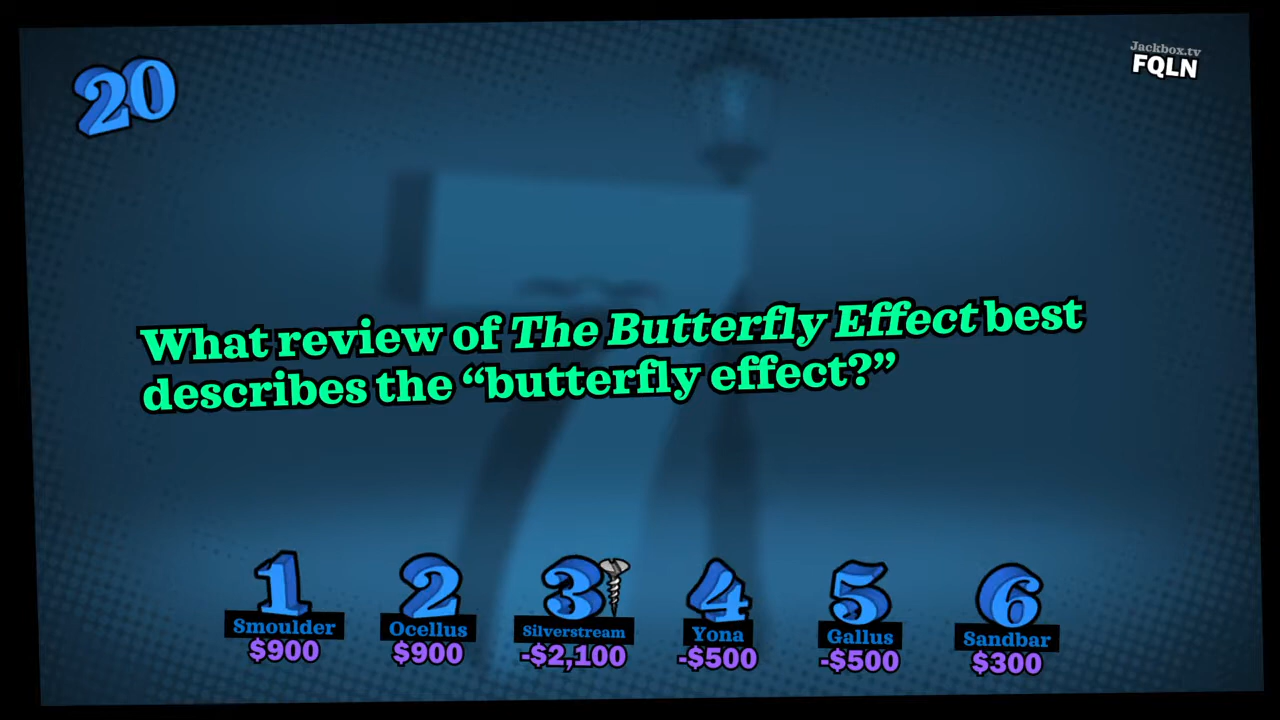 20
Jackbox.tv
FQLN
What review of The Butterfly Effect best
describes the “butterfly effect?”
1 2 3 4 5 6
Smoulder Ocellus Silverstream Yona Gallus Sandbar
$900 $900 -$2,100 -$500 -$500 $300